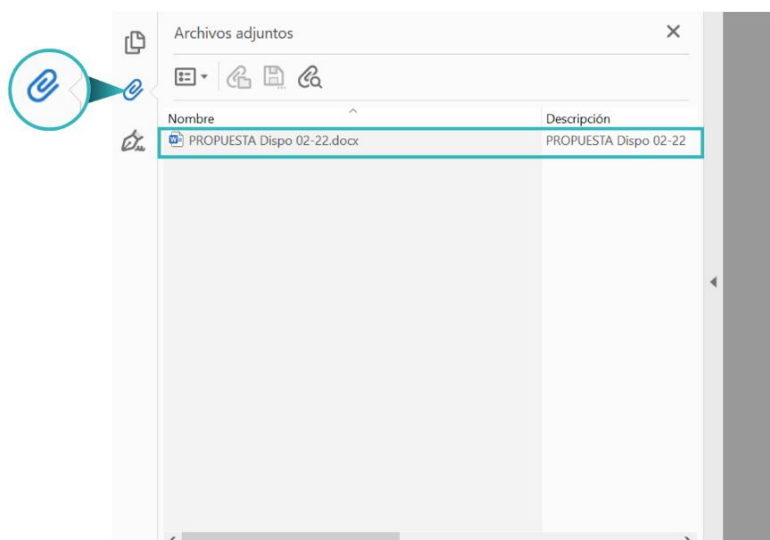 Archivos adjuntos
Nombre Descripción
PROPUESTA Dispo 02-22.docx PROPUESTA Dispo 02-22